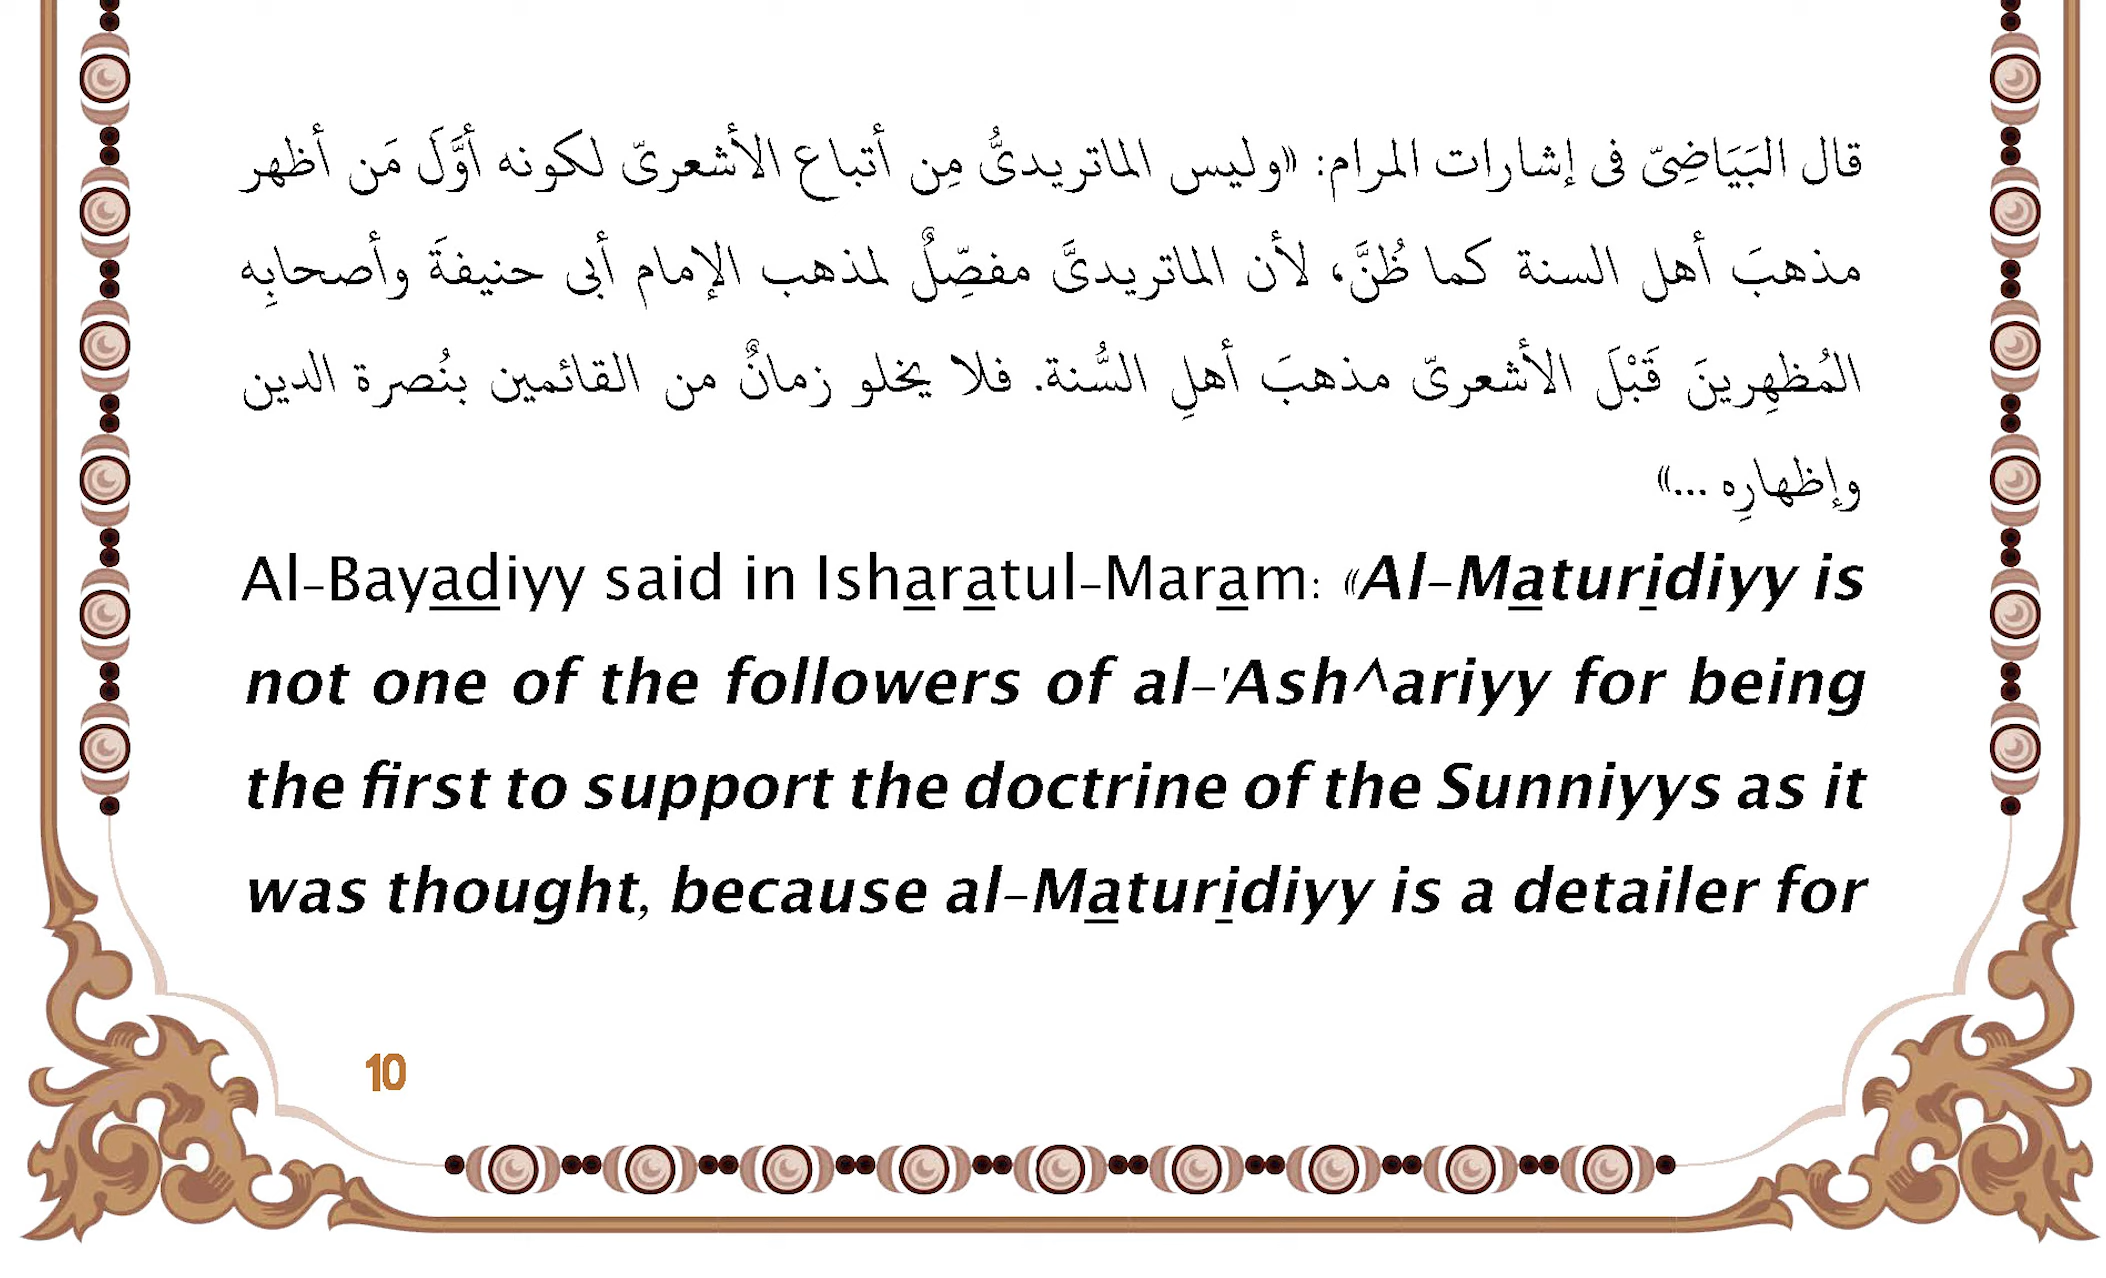 قال البَيَاضِىّ فى إشارات المرام: «وليس الماتريدىُّ مِن أتباع الأشعرىّ لكونه أوَّلَ مَن أظهر
مذهبَ أهل السنة كما ظُنَّ، لأن الماتريدىَّ مفصِّلٌ لمذهب الإمام أبى حنيفةَ وأصحابِه
المُظهِرينَ قَبْلَ الأشعرىّ مذهبَ أهلِ السُّنة. فلا يخلو زمانٌ من القائمين بنُصرة الدين
وإظهارِه ...»
Al-Bayadiyy said in Isharatul-Maram: «Al-Maturidiyy is
not one of the followers of al-'Ash^ariyy for being
the first to support the doctrine of the Sunniyys as it
was thought, because al-Maturidiyy is a detailer for
10